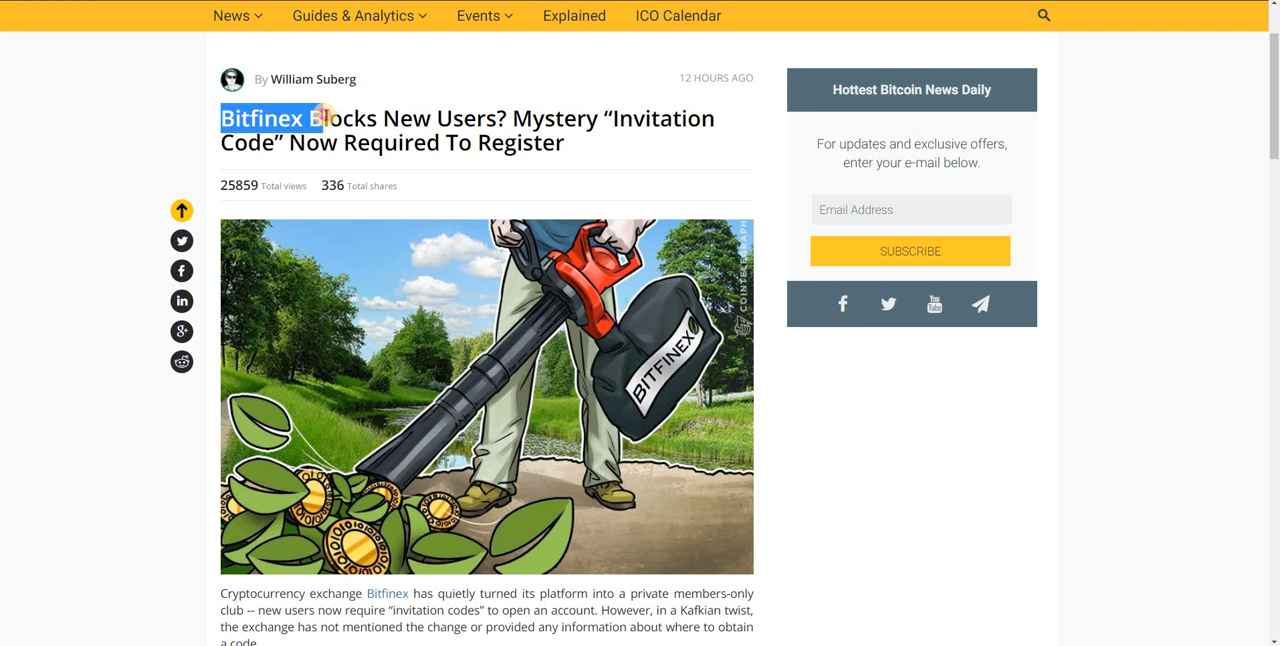 News Guides & Analytics Events Explained ICO Calendar
By William Suberg 12 HOURS AGO
Bitfinex Blocks New Users? Mystery “Invitation
Code” Now Required To Register
25859 Total views 336 Total shares
COINTELEGRAPH
BITFINEX
Cryptocurrency exchange Bitfinex has quietly turned its platform into a private members-only
club -- new users now require “invitation codes” to open an account. However, in a Kafkian twist,
the exchange has not mentioned the change or provided any information about where to obtain
a code.
Hottest Bitcoin News Daily
For updates and exclusive offers,
enter your e-mail below.
Email Address
SUBSCRIBE
You
Tube